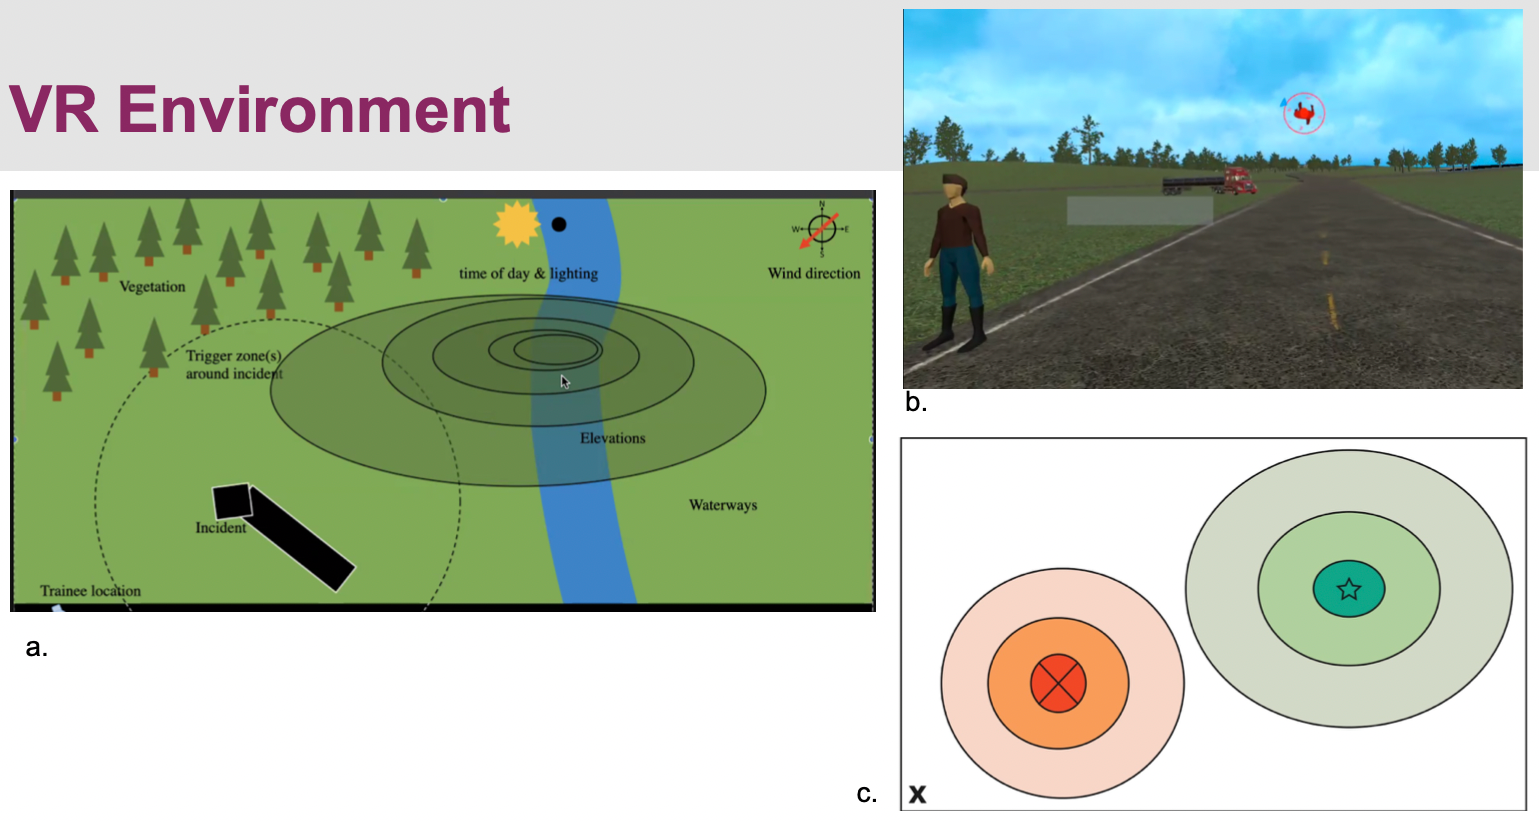 VR Environment
N
W
E
S
time of day & lighting
Wind direction
Vegetation
Trigger zone(s)
around incident
Elevations
Waterways
Incident
Trainee location
a.
b.
X
c.